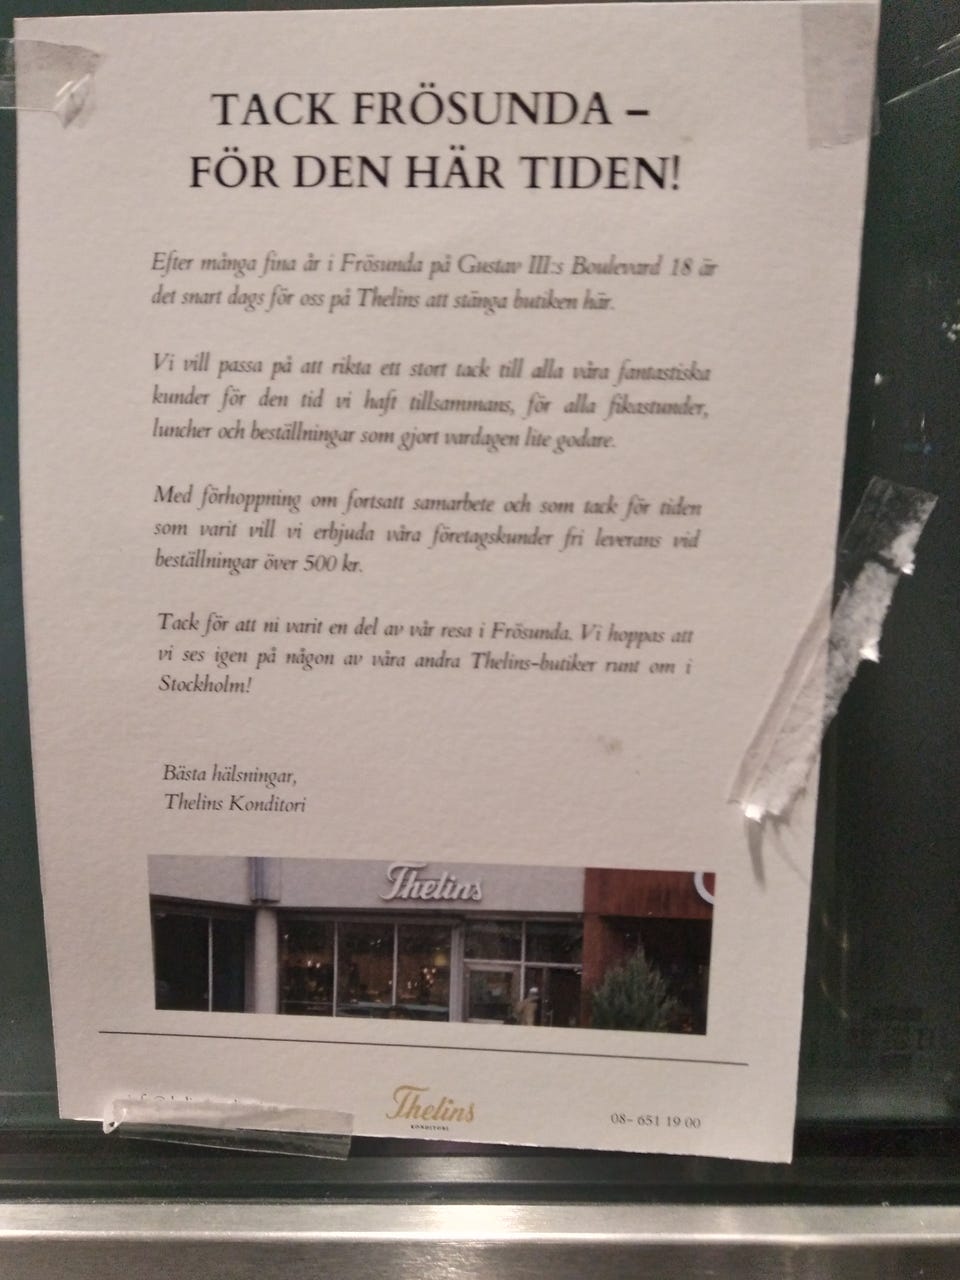 TACK FRÖSUNDA –
FÖR DEN HÄR TIDEN!
Efter många fina år i Frösunda på Gustav III:s Boulevard 18 är
det snart dags för oss på Thelins att stänga butiken här.
Vi vill passa på att rikta ett stort tack till alla våra fantastiska
kunder för den tid vi haft tillsammans, för alla fikastunder,
luncher och beställningar som gjort vardagen lite godare.
Med förhoppning om fortsatt samarbete och som tack för tiden
som varit vill vi erbjuda våra företagskunder fri leverans vid
beställningar över 500 kr.
Tack för att ni varit en del av vår resa i Frösunda. Vi hoppas att
vi ses igen på någon av våra andra Thelins-butiker runt om i
Stockholm!
Bästa hälsningar,
Thelins Konditori
Thelins
Thelins
KONDITORI
08- 651 19 00